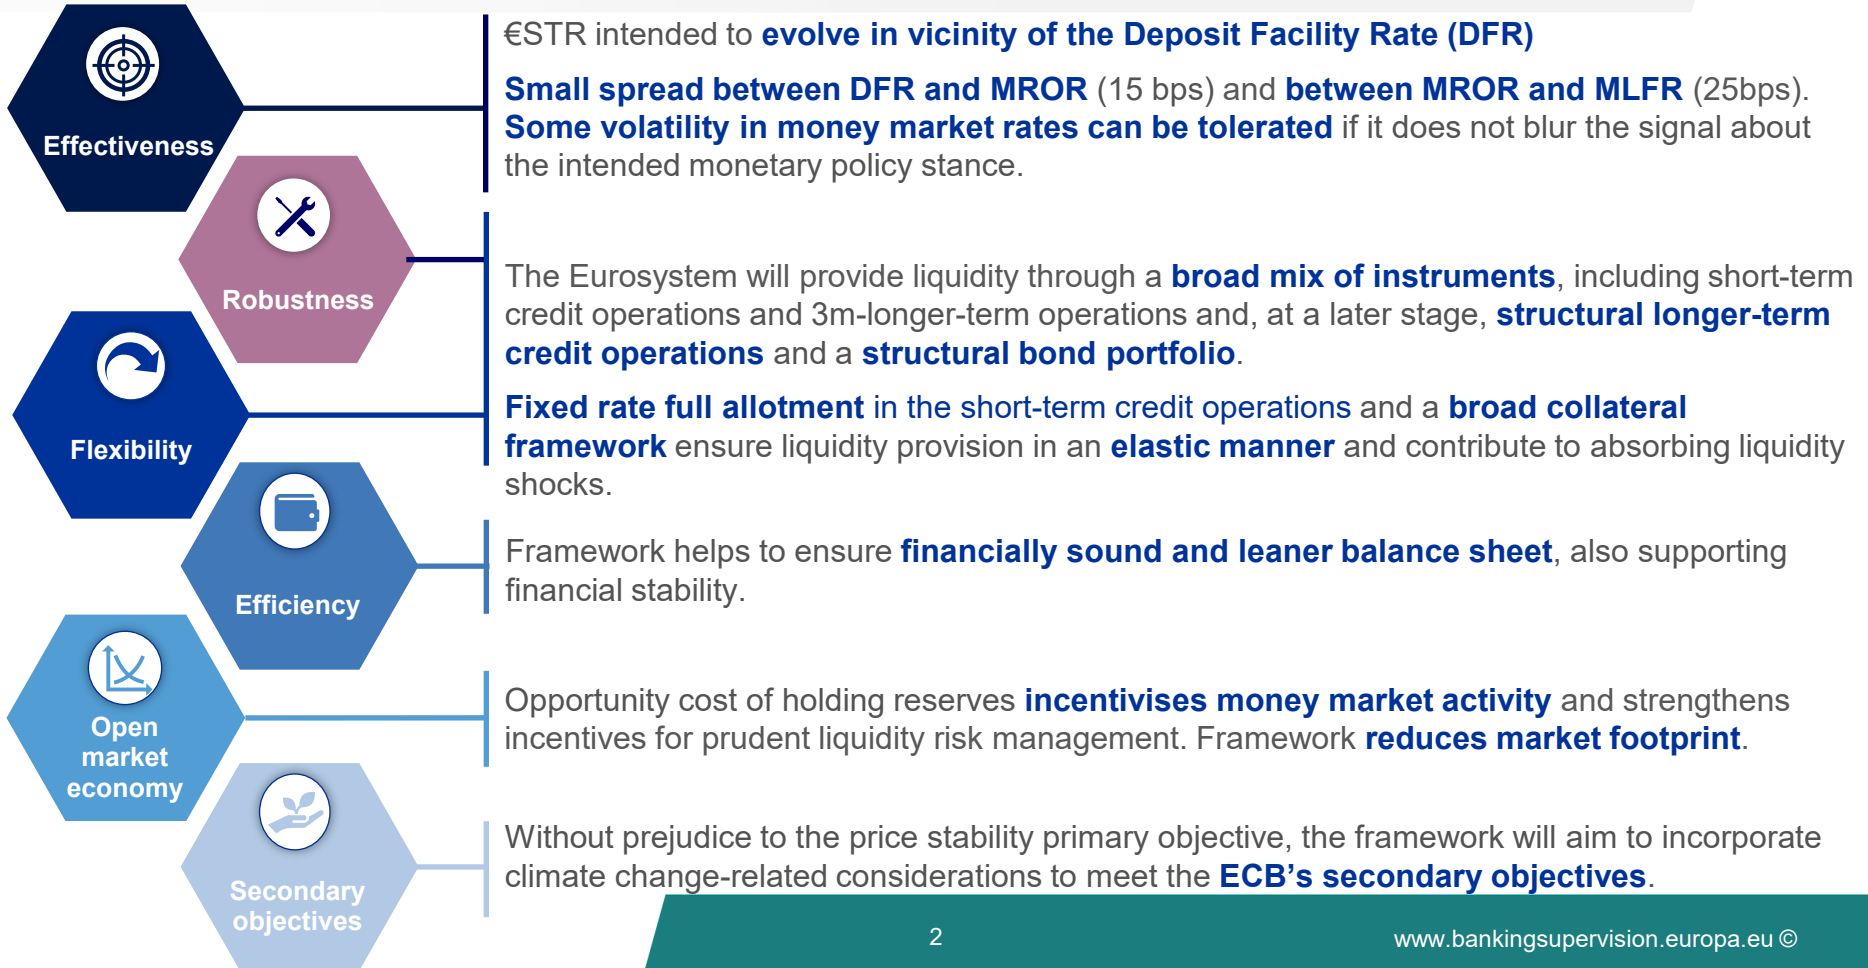 Effectiveness
€STR intended to evolve in vicinity of the Deposit Facility Rate (DFR)
Small spread between DFR and MROR (15 bps) and between MROR and MLFR (25bps).
Some volatility in money market rates can be tolerated if it does not blur the signal about
the intended monetary policy stance.
Robustness
Flexibility
The Eurosystem will provide liquidity through a broad mix of instruments, including short-term
credit operations and 3m-longer-term operations and, at a later stage, structural longer-term
credit operations and a structural bond portfolio.
Fixed rate full allotment in the short-term credit operations and a broad collateral
framework ensure liquidity provision in an elastic manner and contribute to absorbing liquidity
shocks.
Efficiency
Framework helps to ensure financially sound and leaner balance sheet, also supporting
financial stability.
Open
market
economy
Opportunity cost of holding reserves incentivises money market activity and strengthens
incentives for prudent liquidity risk management. Framework reduces market footprint.
Secondary
objectives
Without prejudice to the price stability primary objective, the framework will aim to incorporate
climate change-related considerations to meet the ECB's secondary objectives.
2
www.bankingsupervision.europa.eu ©